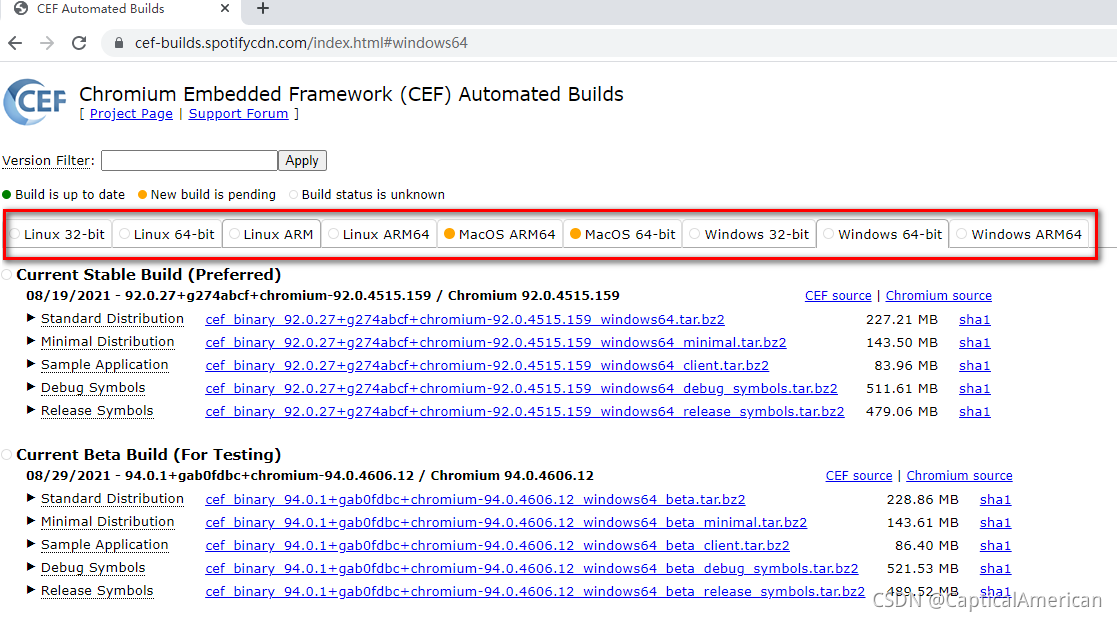 CEF Automated Builds
cef-builds.spotifycdn.com/index.html#windows64
CEF
Chromium Embedded Framework (CEF) Automated Builds
[ Project Page | Support Forum ]
Version Filter: Apply
Build is up to date New build is pending Build status is unknown
Linux 32-bit Linux 64-bit Linux ARM Linux ARM64 MacOS ARM64 MacOS 64-bit Windows 32-bit Windows 64-bit Windows ARM64
Current Stable Build (Preferred)
08/19/2021 - 92.0.27+g274abcf+chromium-92.0.4515.159 / Chromium 92.0.4515.159 CEF source | Chromium source
Standard Distribution cef_binary_92.0.27+g274abcf+chromium-92.0.4515.159_windows64.tar.bz2 227.21 MB sha1
Minimal Distribution cef_binary_92.0.27+g274abcf+chromium-92.0.4515.159_windows64_minimal.tar.bz2 143.50 MB sha1
Sample Application cef_binary_92.0.27+g274abcf+chromium-92.0.4515.159_windows64_client.tar.bz2 83.96 MB sha1
Debug Symbols cef_binary_92.0.27+g274abcf+chromium-92.0.4515.159_windows64_debug_symbols.tar.bz2 511.61 MB sha1
Release Symbols cef_binary_92.0.27+g274abcf+chromium-92.0.4515.159_windows64_release_symbols.tar.bz2 479.06 MB sha1
Current Beta Build (For Testing)
08/29/2021 - 94.0.1+gab0fdbc+chromium-94.0.4606.12 / Chromium 94.0.4606.12 CEF source | Chromium source
Standard Distribution cef_binary_94.0.1+gab0fdbc+chromium-94.0.4606.12_windows64_beta.tar.bz2 228.86 MB sha1
Minimal Distribution cef_binary_94.0.1+gab0fdbc+chromium-94.0.4606.12_windows64_beta_minimal.tar.bz2 143.61 MB sha1
Sample Application cef_binary_94.0.1+gab0fdbc+chromium-94.0.4606.12_windows64_beta_client.tar.bz2 86.40 MB sha1
Debug Symbols cef_binary_94.0.1+gab0fdbc+chromium-94.0.4606.12_windows64_beta_debug_symbols.tar.bz2 521.53 MB sha1
Release Symbols cef_binary_94.0.1+gab0fdbc+chromium-94.0.4606.12_windows64_beta_release_symbols.tar.bz2 489.52 MB sha1
CSDN @CapticalAmerican